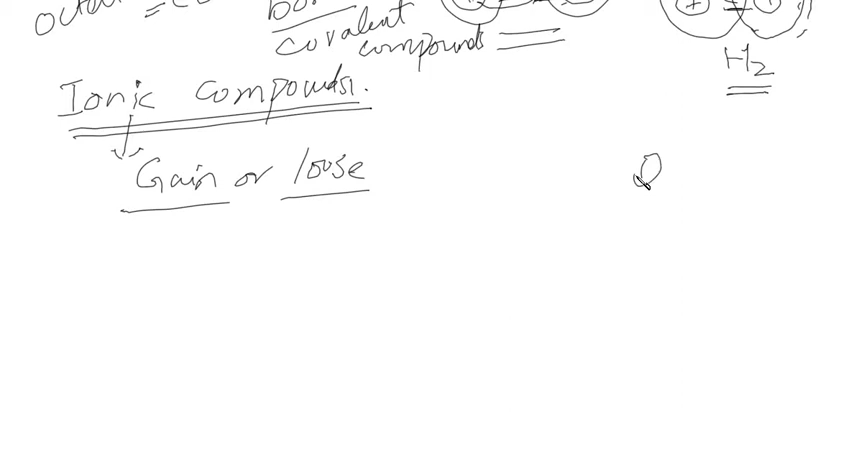 covalent
compounds
H2
Ionic compounds.
Gain or loose